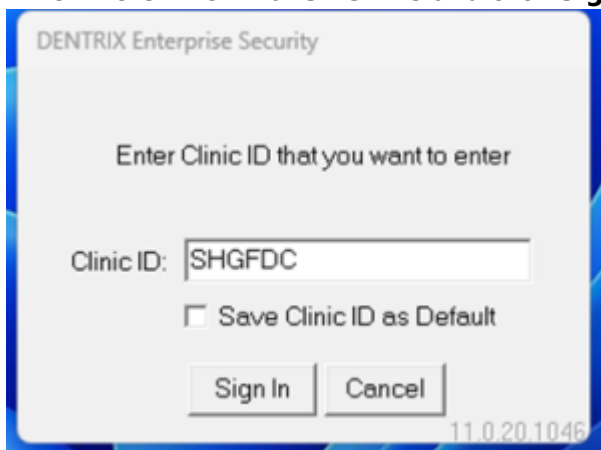 DENTRIX Enterprise Security
Enter Clinic ID that you want to enter
Clinic ID: SHGFDC
Save Clinic ID as Default
Sign In Cancel
11.0.20.1046